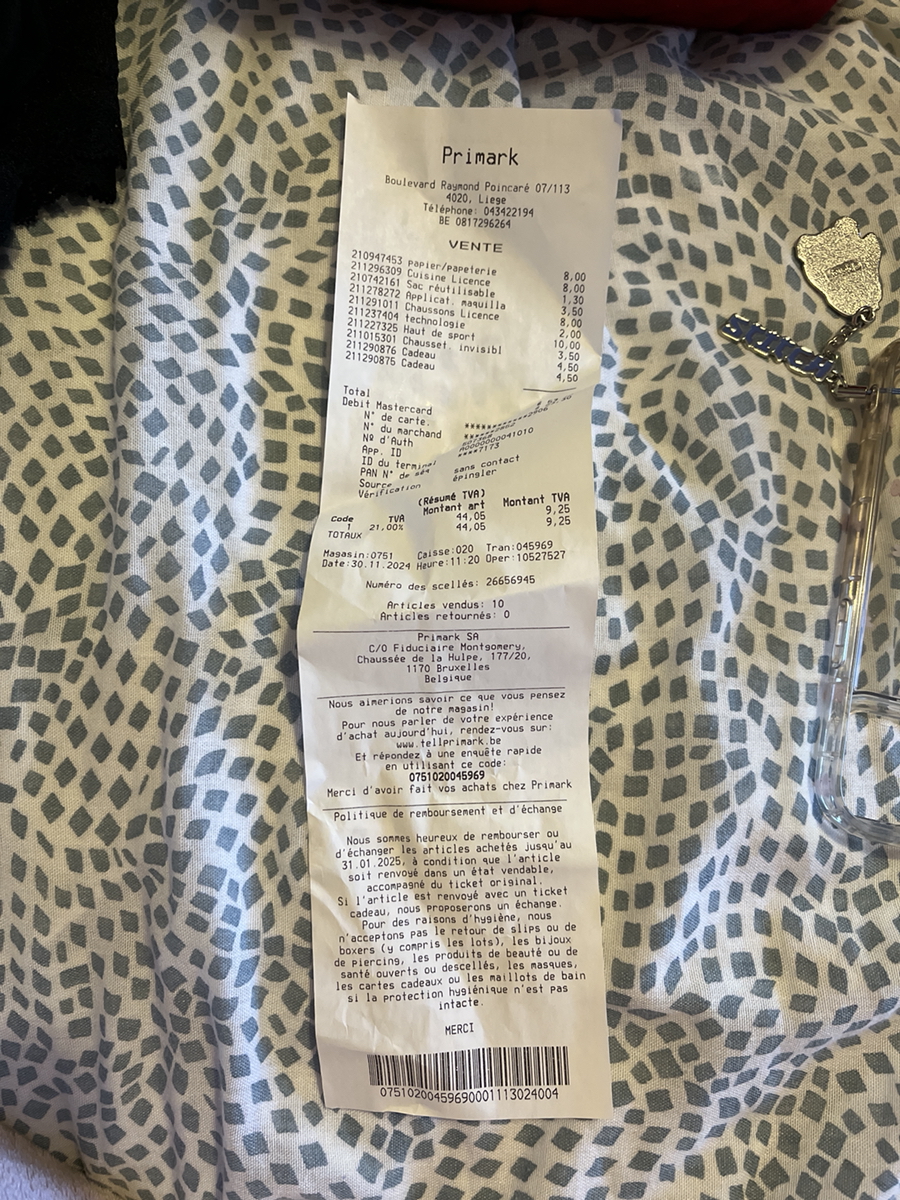 Primark
Boulevard Raymond Poincaré 07/113
4020, Liege
Téléphone: 043422194
BE 0817296264
VENTE
210947453 papier/papeterie 8,00
211296309 Cuisine Licence 8,00
210742161 Sac réutilisable 1,30
211278272 Applicat. maquilla 3,50
211291011 Chaussons Licence 8,00
211237404 technologie 2,00
211227325 Haut de sport 10,00
211015301 Chausset. invisibl 3,50
211290876 Cadeau 4,50
211290875 Cadeau 4,50
Total
Debit Mastercard
N° de carte.
N° du marchand
Nº d'Auth
App. ID A0000000041010
ID du terminal ****7173
PAN N° de
Source sans contact
Vérification épingler
(Résumé TVA)
Code TVA Montant art Montant TVA
1 21,00% 44,05 9,25
TOTAUX 44,05 9,25
Magasin:0751 Caisse:020 Tran:045969
Date:30.11.2024 Heure:11:20 Oper:10527527
Numéro des scellés: 26656945
Articles vendus: 10
Articles retournés: 0
Primark SA
C/O Fiduciaire Montgomery,
Chaussée de la Hulpe, 177/20,
1170 Bruxelles
Belgique
Nous aimerions savoir ce que vous pensez
de notre magasin!
Pour nous parler de votre expérience
d'achat aujourd'hui, rendez-vous sur:
www.tellprimark.be
Et répondez à une enquête rapide
en utilisant ce code:
0751020045969
Merci d'avoir fait vos achats chez Primark
Politique de remboursement et d'échange
Nous sommes heureux de rembourser ou
d'échanger les articles achetés jusqu'au
31.01.2025, à condition que l'article
soit renvoyé dans un état vendable,
accompagné du ticket original.
Si l'article est renvoyé avec un ticket
cadeau, nous proposerons un échange.
Pour des raisons d'hygiène, nous
n'acceptons pas le retour de slips ou de
boxers (y compris les lots), les bijoux
de piercing, les produits de beauté ou de
santé ouverts ou descellés, les masques,
les cartes cadeaux ou les maillots de bain
si la protection hygiénique n'est pas
intacte.
MERCI
07510200459690001113024004